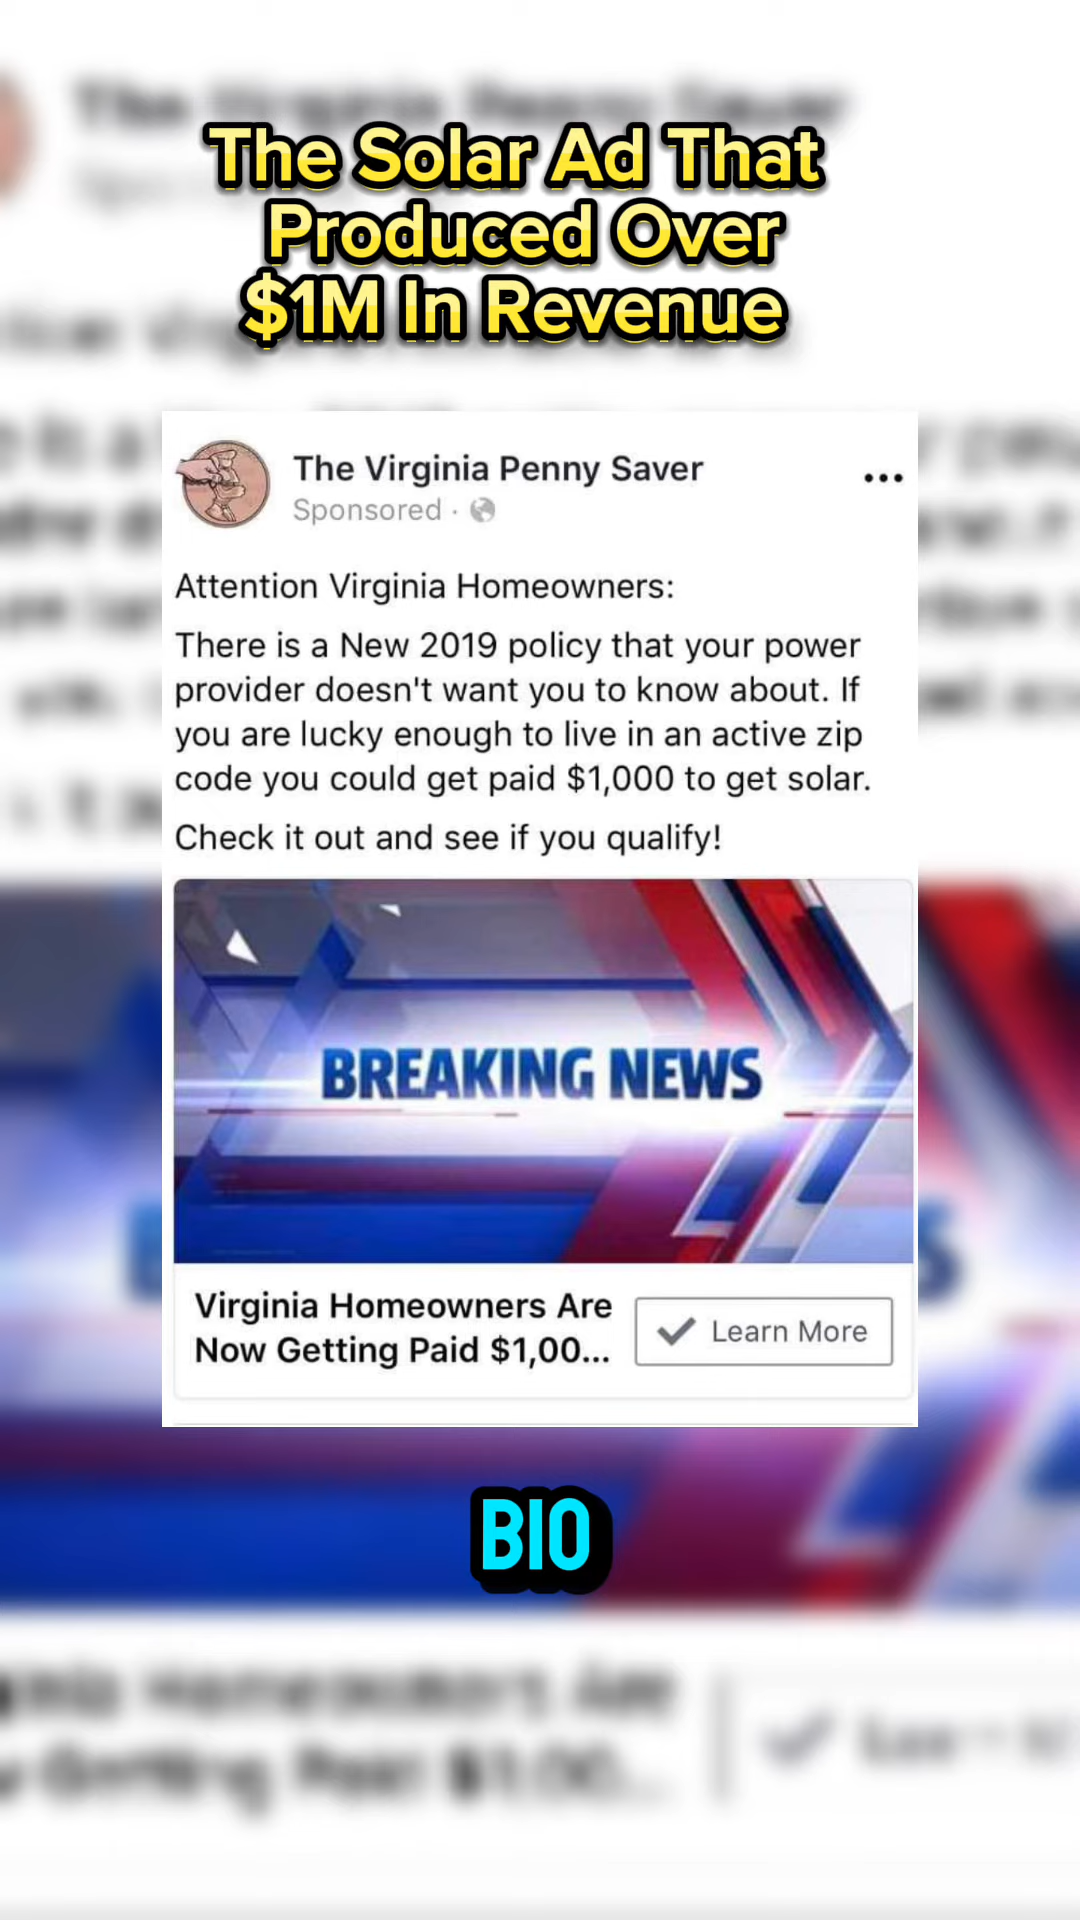 The Solar Ad That
Produced Over
$1M In Revenue
The Virginia Penny Saver
Sponsored ·
Attention Virginia Homeowners:
There is a New 2019 policy that your power
provider doesn't want you to know about. If
you are lucky enough to live in an active zip
code you could get paid $1,000 to get solar.
Check it out and see if you qualify!
BREAKING NEWS
Virginia Homeowners Are
Now Getting Paid $1,00...
Learn More
BIO